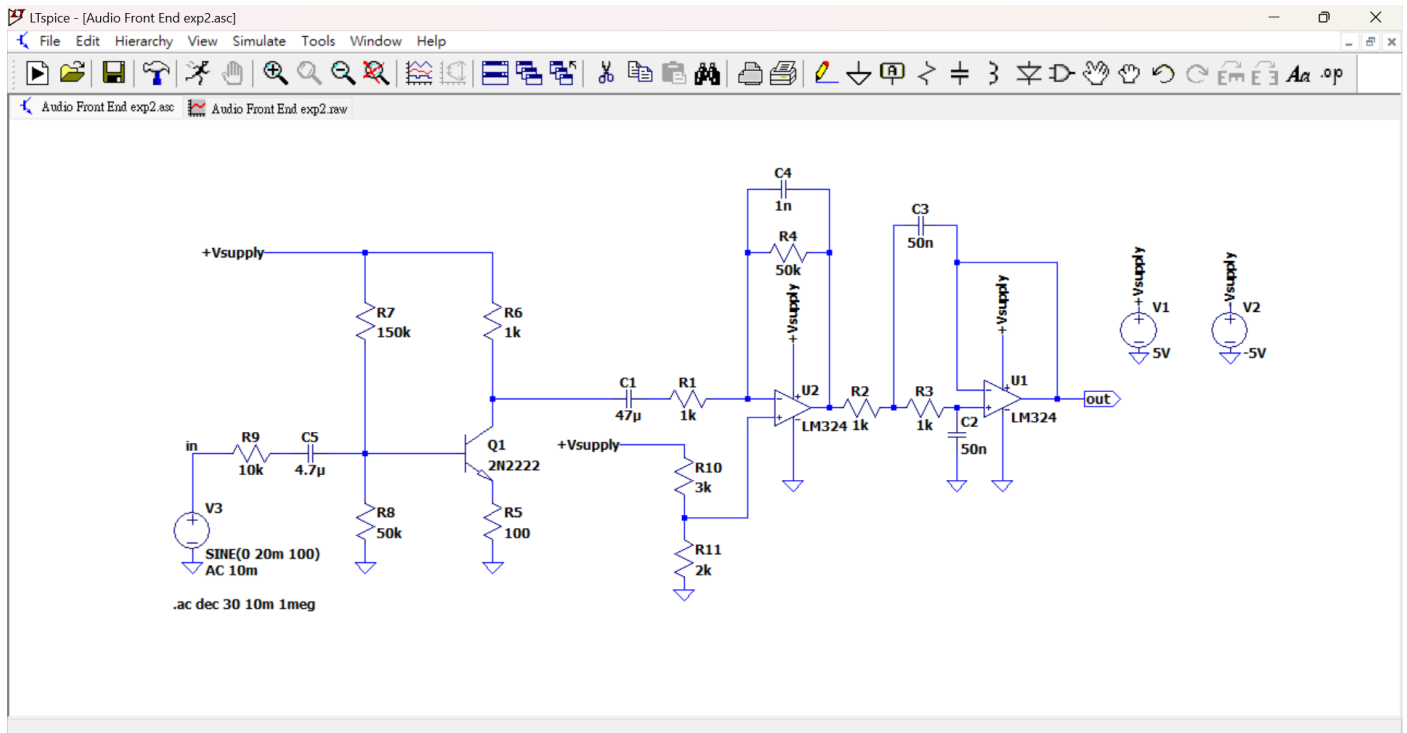 LTspice - [Audio Front End exp2.asc]
File Edit Hierarchy View Simulate Tools Window Help
Aa .op
Audio Front End exp2.asc Audio Front End exp2.raw
C4
1n
C3
50n
R4
50k
+Vsupply
R7
150k
R6
1k
+Vsupply
+Vsupply
+Vsupply
V1
5V
-Vsupply
V2
-5V
C1
47µ
R1
1k
U2
LM324
R2
1k
R3
1k
U1
LM324
out
C2
50n
in
R9
10k
C5
4.7µ
Q1
2N2222
+Vsupply
R10
3k
V3
SINE(0 20m 100)
AC 10m
R8
50k
R5
100
R11
2k
.ac dec 30 10m 1meg